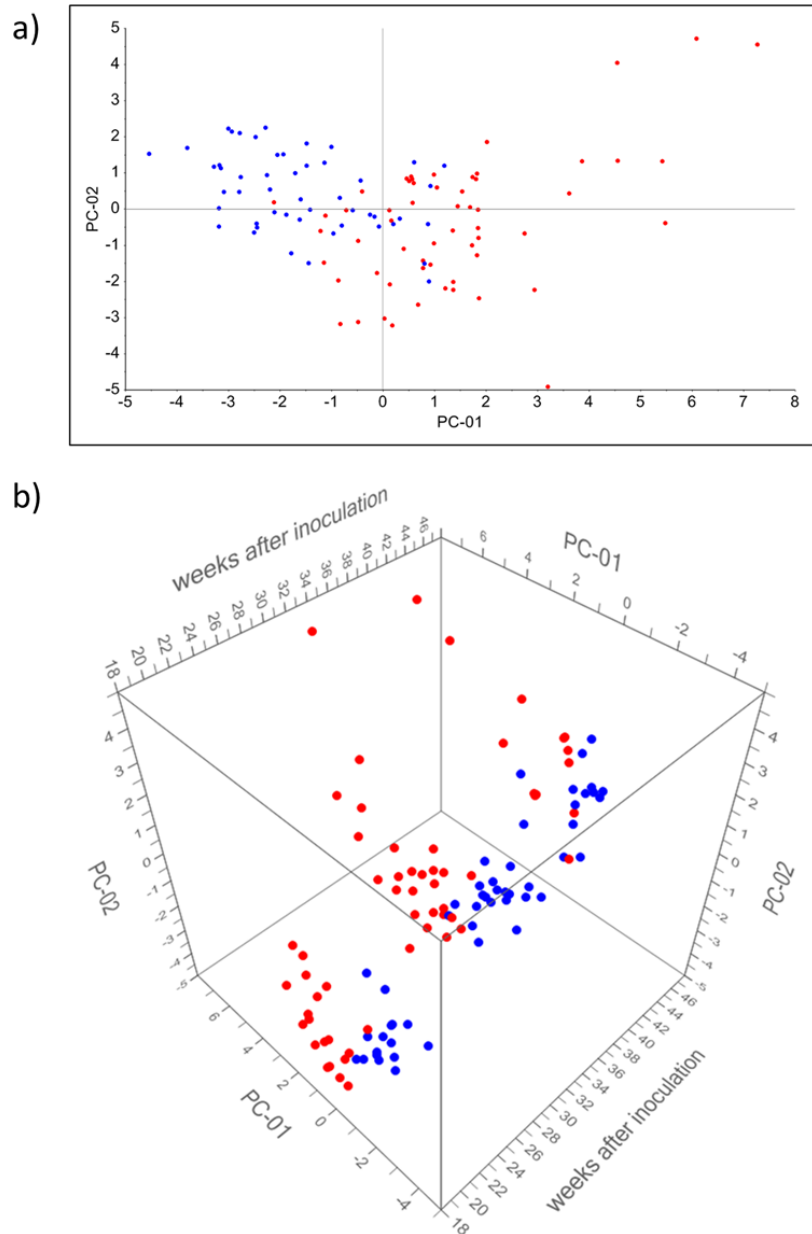 a)
5
4
3
2
1
0
-1
-2
-3
-4
-5
PC-02
-5 -4 -3 -2 -1 0 1 2 3 4 5 6 7 8
PC-01
b)
weeks after inoculation
18 20 22 24 26 28 30 32 34 36 38 40 42 44 46
PC-01
6 4 2 0 -2 -4
PC-02
4 3 2 1 0 -1 -2 -3 -4 -5
PC-02
4 3 2 1 0 -1 -2 -3 -4 -5
PC-01
6 4 2 0 -2 -4
weeks after inoculation
18 20 22 24 26 28 30 32 34 36 38 40 42 44 46